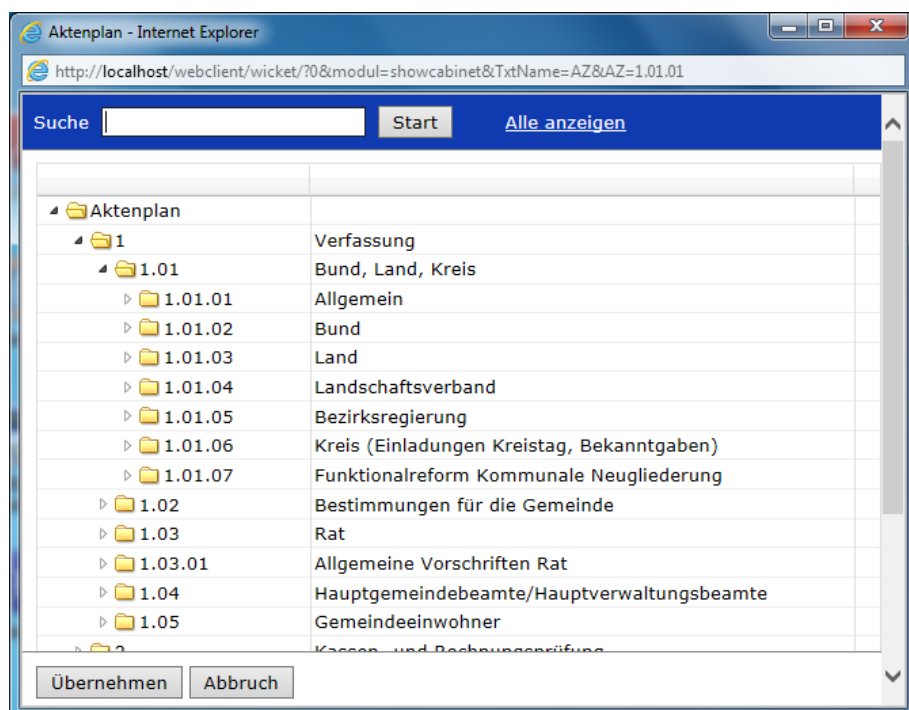 Aktenplan - Internet Explorer
http://localhost/webclient/wicket/?0&modul=showcabinet&TxtName=AZ&AZ=1.01.01
Suche Start Alle anzeigen
Aktenplan
1 Verfassung
1.01 Bund, Land, Kreis
1.01.01 Allgemein
1.01.02 Bund
1.01.03 Land
1.01.04 Landschaftsverband
1.01.05 Bezirksregierung
1.01.06 Kreis (Einladungen Kreistag, Bekanntgaben)
1.01.07 Funktionalreform Kommunale Neugliederung
1.02 Bestimmungen für die Gemeinde
1.03 Rat
1.03.01 Allgemeine Vorschriften Rat
1.04 Hauptgemeindebeamte/Hauptverwaltungsbeamte
1.05 Gemeindeeinwohner
2 Kassen- und Rechnungsprüfung
Übernehmen Abbruch